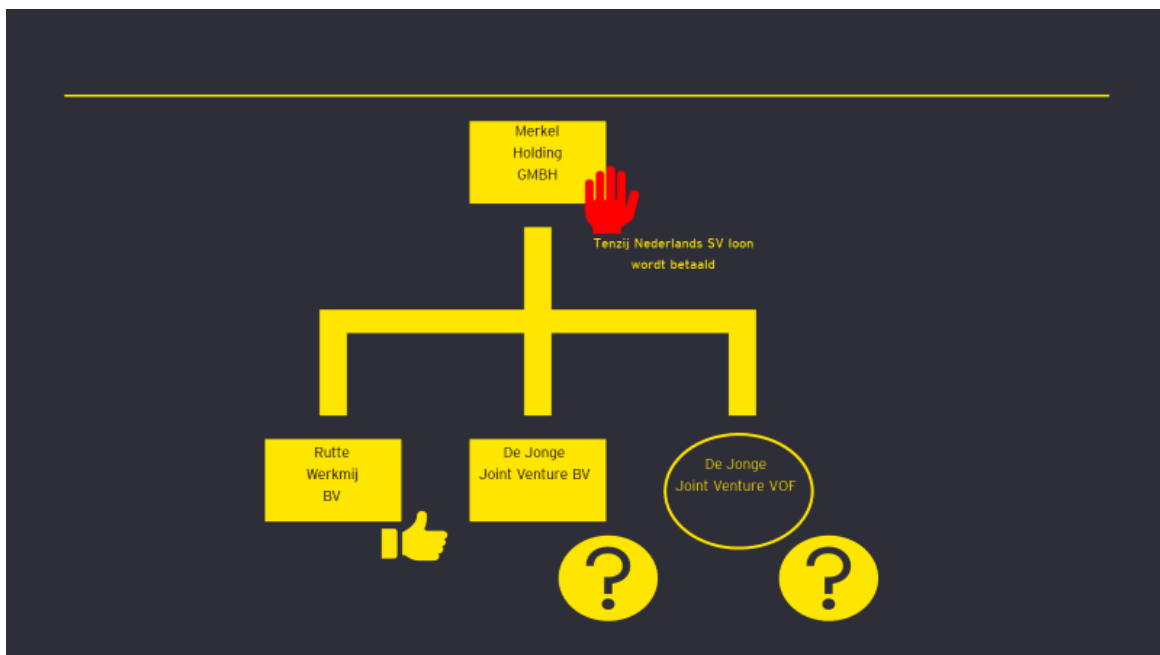 Merkel
Holding
GMBH
Tenzij Nederlands SV loon
wordt betaald
Rutte
Werkmij
BV
De Jonge
Joint Venture BV
De Jonge
Joint Venture VOF
?
?